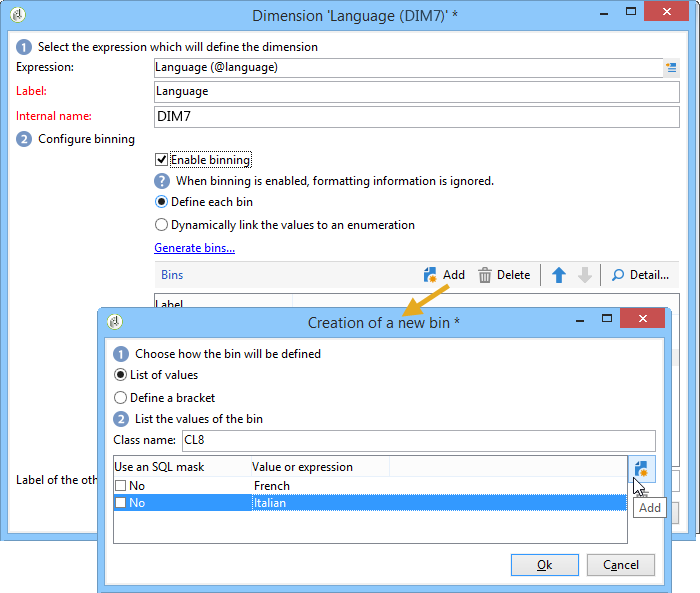 Dimension 'Language (DIM7)' *
1 Select the expression which will define the dimension
Expression: Language (@language)
Label: Language
Internal name: DIM7
2 Configure binning
Enable binning
? When binning is enabled, formatting information is ignored.
Define each bin
Dynamically link the values to an enumeration
Generate bins...
Bins Add Delete Detail...
Label
Creation of a new bin *
1 Choose how the bin will be defined
List of values
Define a bracket
2 List the values of the bin
Class name: CL8
Use an SQL mask Value or expression
No French
Label of the oth
No Italian
Add
Ok Cancel